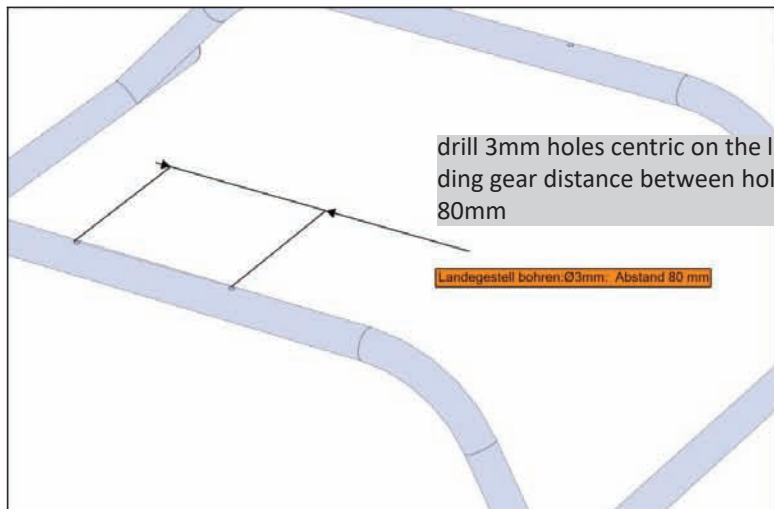 drill 3mm holes centric on the l
ding gear distance between hol
80mm
Landegestell bohren:Ø3mm: Abstand 80 mm